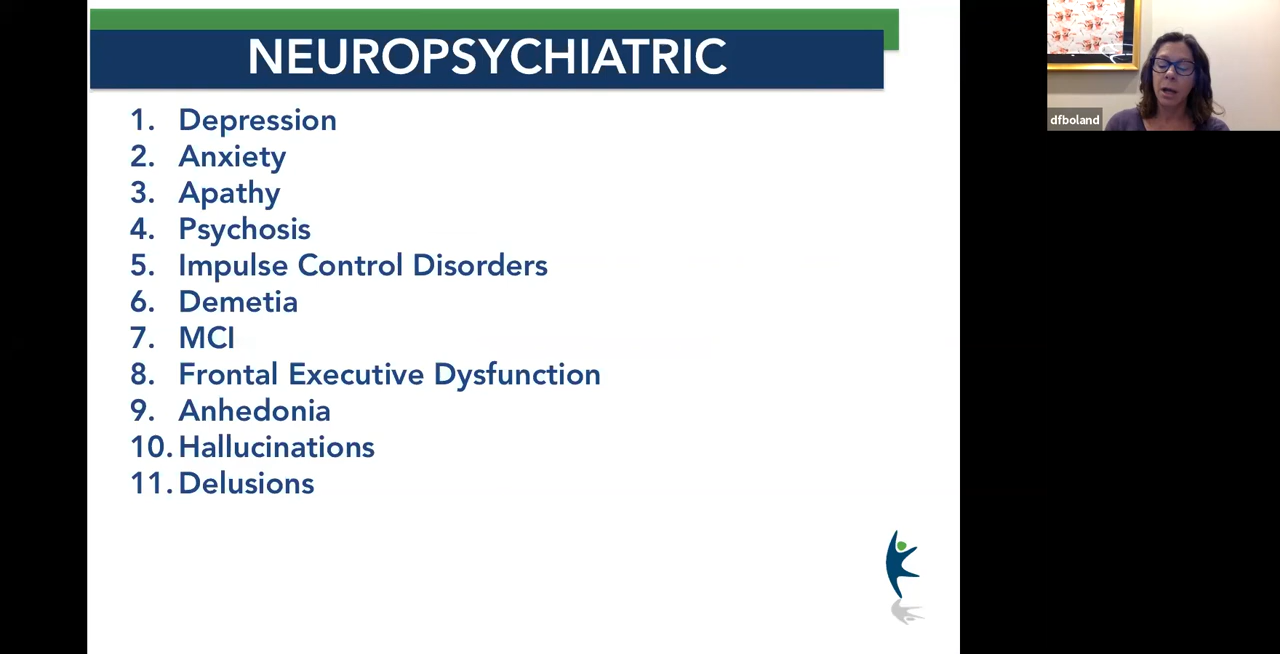 NEUROPSYCHIATRIC
1. Depression
2. Anxiety
3. Apathy
4. Psychosis
5. Impulse Control Disorders
6. Demetia
7. MCI
8. Frontal Executive Dysfunction
9. Anhedonia
10. Hallucinations
11. Delusions
dfboland